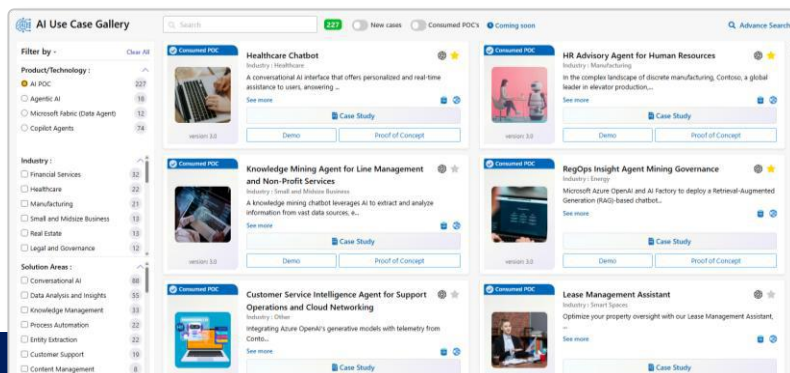 AI Use Case Gallery
Search
227
New cases
Consumed POC's
Coming soon
Advance Search
Filter by
Clear All
Product/Technology :
AI POC 227
Agentic AI 16
Microsoft Fabric (Data Agent) 12
Copilot Agents 74
Industry :
Financial Services 32
Healthcare 22
Manufacturing 21
Small and Midsize Business 13
Real Estate 13
Legal and Governance 12
Solution Areas :
Conversational AI 88
Data Analysis and Insights 55
Knowledge Management 33
Process Automation 22
Entity Extraction 22
Customer Support 19
Content Management 8
Consumed POC
version 3.0
Healthcare Chatbot
Industry : Healthcare
A conversational AI interface that offers personalized and real-time
assistance to users, answering ...
See more
Case Study
Demo
Proof of Concept
Consumed POC
version 3.0
HR Advisory Agent for Human Resources
Industry : Manufacturing
In the complex landscape of discrete manufacturing, Contoso, a global
leader in elevator production,...
See more
Case Study
Demo
Proof of Concept
Consumed POC
version 3.0
Knowledge Mining Agent for Line Management
and Non-Profit Services
Industry : Small and Midsize Business
A knowledge mining chatbot leverages AI to extract and analyze
information from vast data sources, e...
See more
Case Study
Demo
Proof of Concept
Consumed POC
version 3.0
RegOps Insight Agent Mining Governance
Industry : Energy
Microsoft Azure OpenAI and AI Factory to deploy a Retrieval-Augmented
Generation (RAG)-based chatbot...
See more
Case Study
Demo
Proof of Concept
Consumed POC
Customer Service Intelligence Agent for Support
Operations and Cloud Networking
Industry : Other
Integrating Azure OpenAI's generative models with telemetry from
Conto...
See more
Case Study
Consumed POC
Lease Management Assistant
Industry : Smart Spaces
Optimize your property oversight with our Lease Management Assistant,
...
See more
Case Study